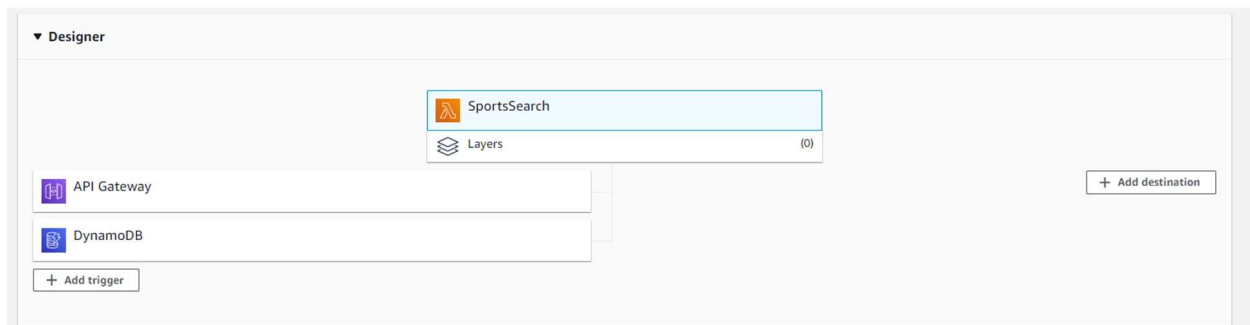 Designer
SportsSearch
Layers (0)
API Gateway
+ Add destination
DynamoDB
+ Add trigger